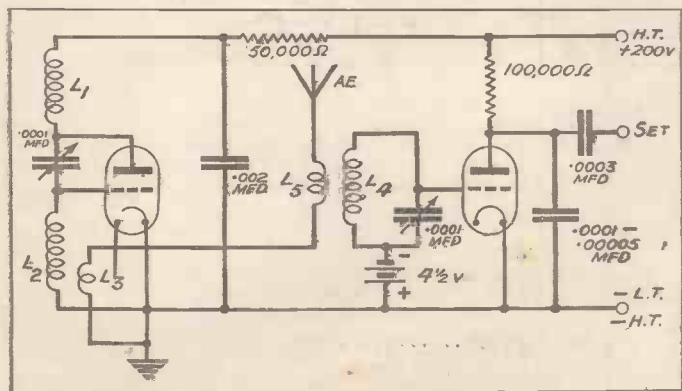 H.T.
+200V
50,000Ω
100,000Ω
L1
AE.
.0001
MFD
SET
.0003
MFD
.002
MFD
L5
L4
.0001
MFD
.0001 –
.00005
MFD
L2
L3
–
4½ V
+
– L.T.
– H.T.